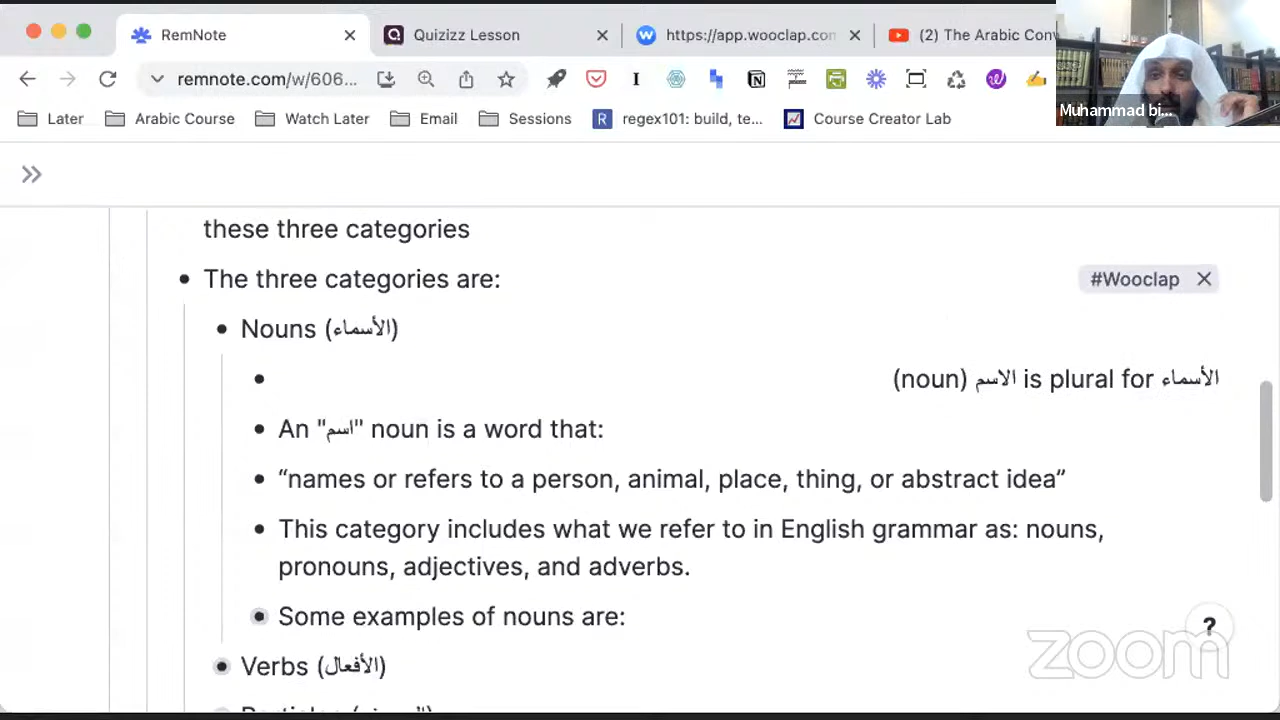 RemNote
Quizizz Lesson
https://app.wooclap.com
(2) The Arabic Con
remnote.com/w/606...
Muhammad bi...
Later
Arabic Course
Watch Later
Email
Sessions
regex101: build, te...
Course Creator Lab
these three categories
The three categories are:
#Wooclap
Nouns (الأسماء)
الأسماء is plural for الاسم (noun)
An "اسم" noun is a word that:
“names or refers to a person, animal, place, thing, or abstract idea”
This category includes what we refer to in English grammar as: nouns,
pronouns, adjectives, and adverbs.
Some examples of nouns are:
?
zoom
Verbs (الأفعال)